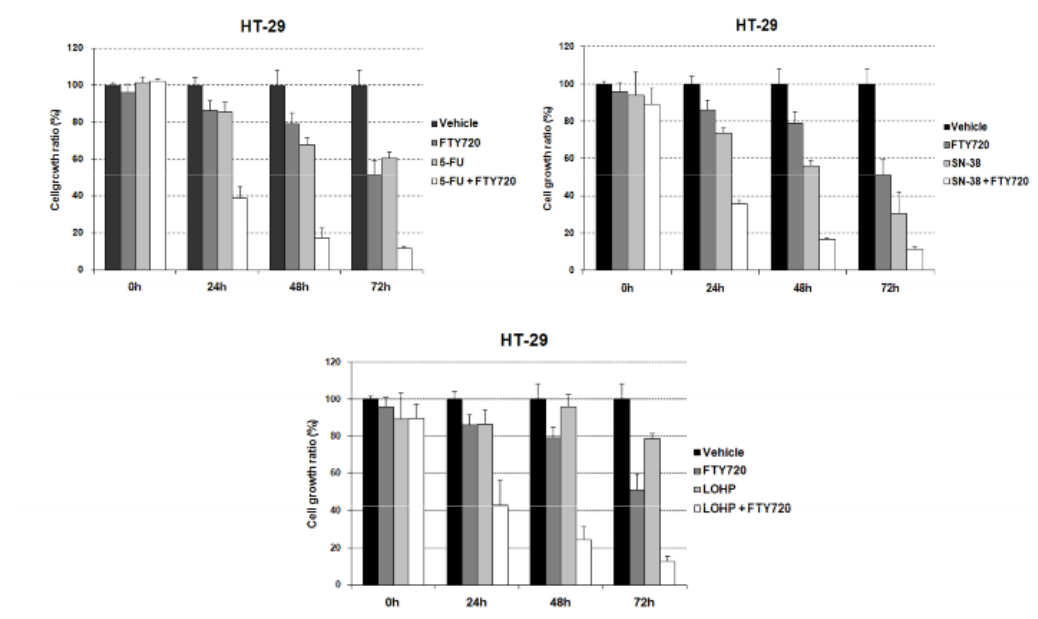 HT-29
120
100
80
60
40
20
0
Cellgrowth ratio (%)
0h 24h 48h 72h
Vehicle
FTY720
5-FU
5-FU + FTY720
HT-29
120
100
80
60
40
20
0
Cell growth ratio (%)
0h 24h 48h 72h
Vehicle
FTY720
SN-38
SN-38 + FTY720
HT-29
120
100
80
60
40
20
0
Cell growth ratio (%)
0h 24h 48h 72h
Vehicle
FTY720
LOHP
LOHP + FTY720